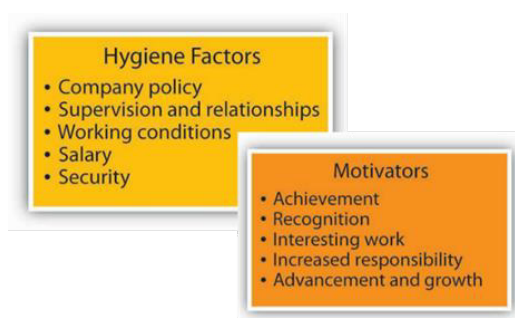 Hygiene Factors
• Company policy
• Supervision and relationships
• Working conditions
• Salary
• Security
Motivators
• Achievement
• Recognition
• Interesting work
• Increased responsibility
• Advancement and growth